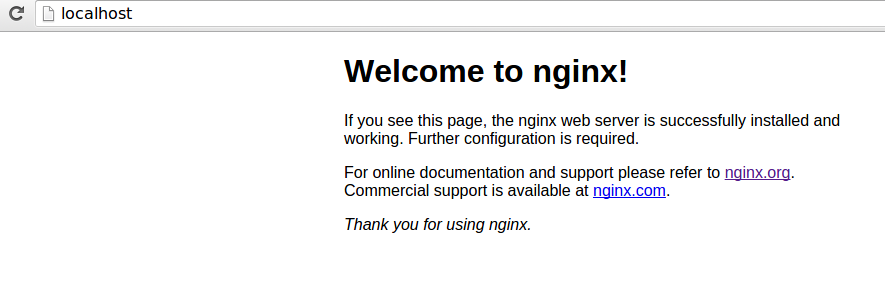 localhost
Welcome to nginx!
If you see this page, the nginx web server is successfully installed and
working. Further configuration is required.
For online documentation and support please refer to nginx.org.
Commercial support is available at nginx.com.
Thank you for using nginx.